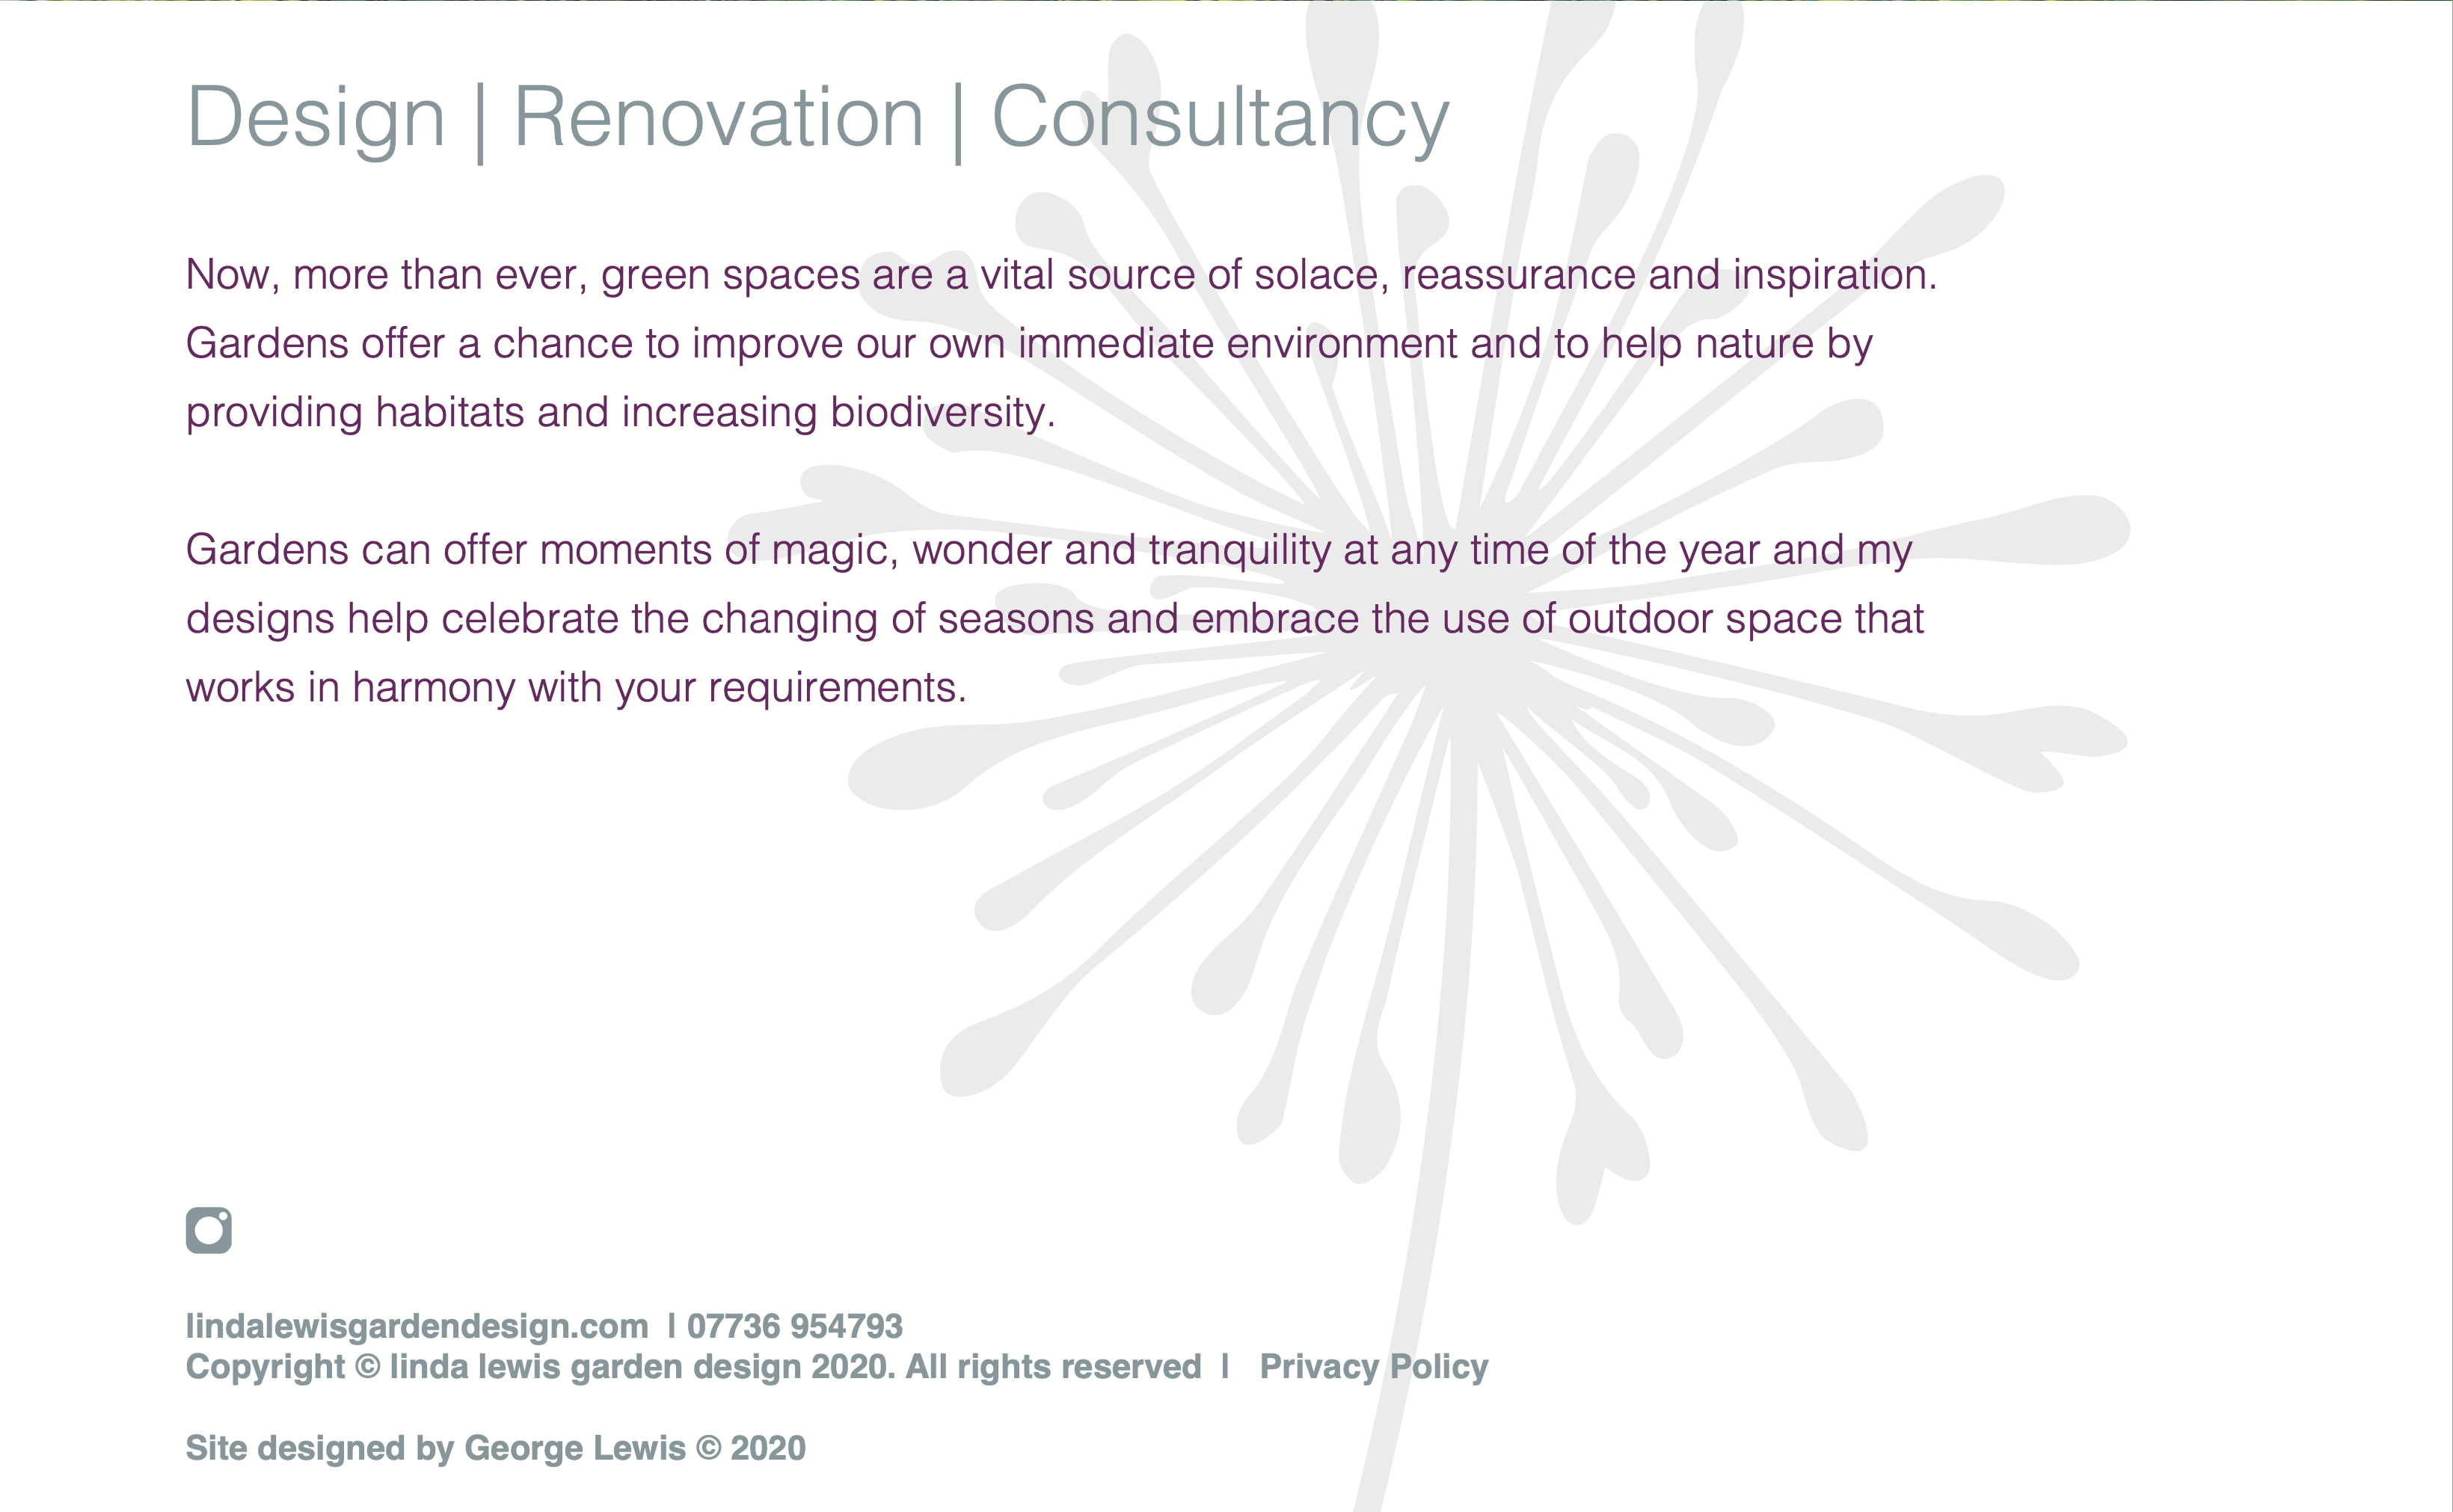 Design | Renovation | Consultancy
Now, more than ever, green spaces are a vital source of solace, reassurance and inspiration.
Gardens offer a chance to improve our own immediate environment and to help nature by
providing habitats and increasing biodiversity.
Gardens can offer moments of magic, wonder and tranquility at any time of the year and my
designs help celebrate the changing of seasons and embrace the use of outdoor space that
works in harmony with your requirements.
lindalewisgardendesign.com | 07736 954793
Copyright © linda lewis garden design 2020. All rights reserved | Privacy Policy
Site designed by George Lewis © 2020